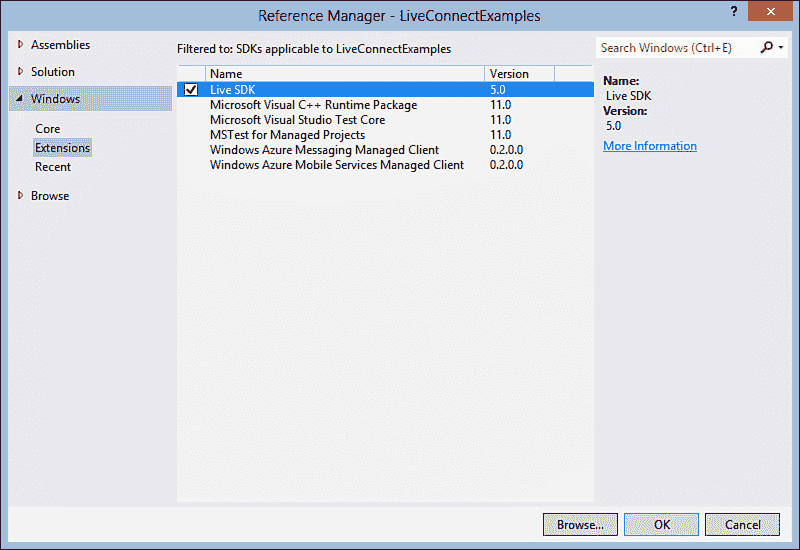 Reference Manager - LiveConnectExamples
?
Assemblies
Solution
Windows
Core
Extensions
Recent
Browse
Filtered to: SDKs applicable to LiveConnectExamples
Name Version
Live SDK 5.0
Microsoft Visual C++ Runtime Package 11.0
Microsoft Visual Studio Test Core 11.0
MSTest for Managed Projects 11.0
Windows Azure Messaging Managed Client 0.2.0.0
Windows Azure Mobile Services Managed Client 0.2.0.0
Search Windows (Ctrl+E)
Name:
Live SDK
Version:
5.0
More Information
Browse... OK Cancel